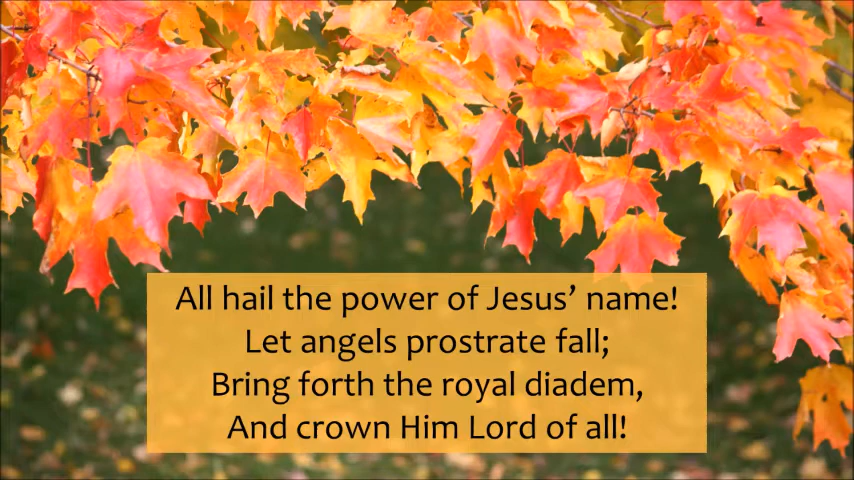 All hail the power of Jesus’ name!
Let angels prostrate fall;
Bring forth the royal diadem,
And crown Him Lord of all!